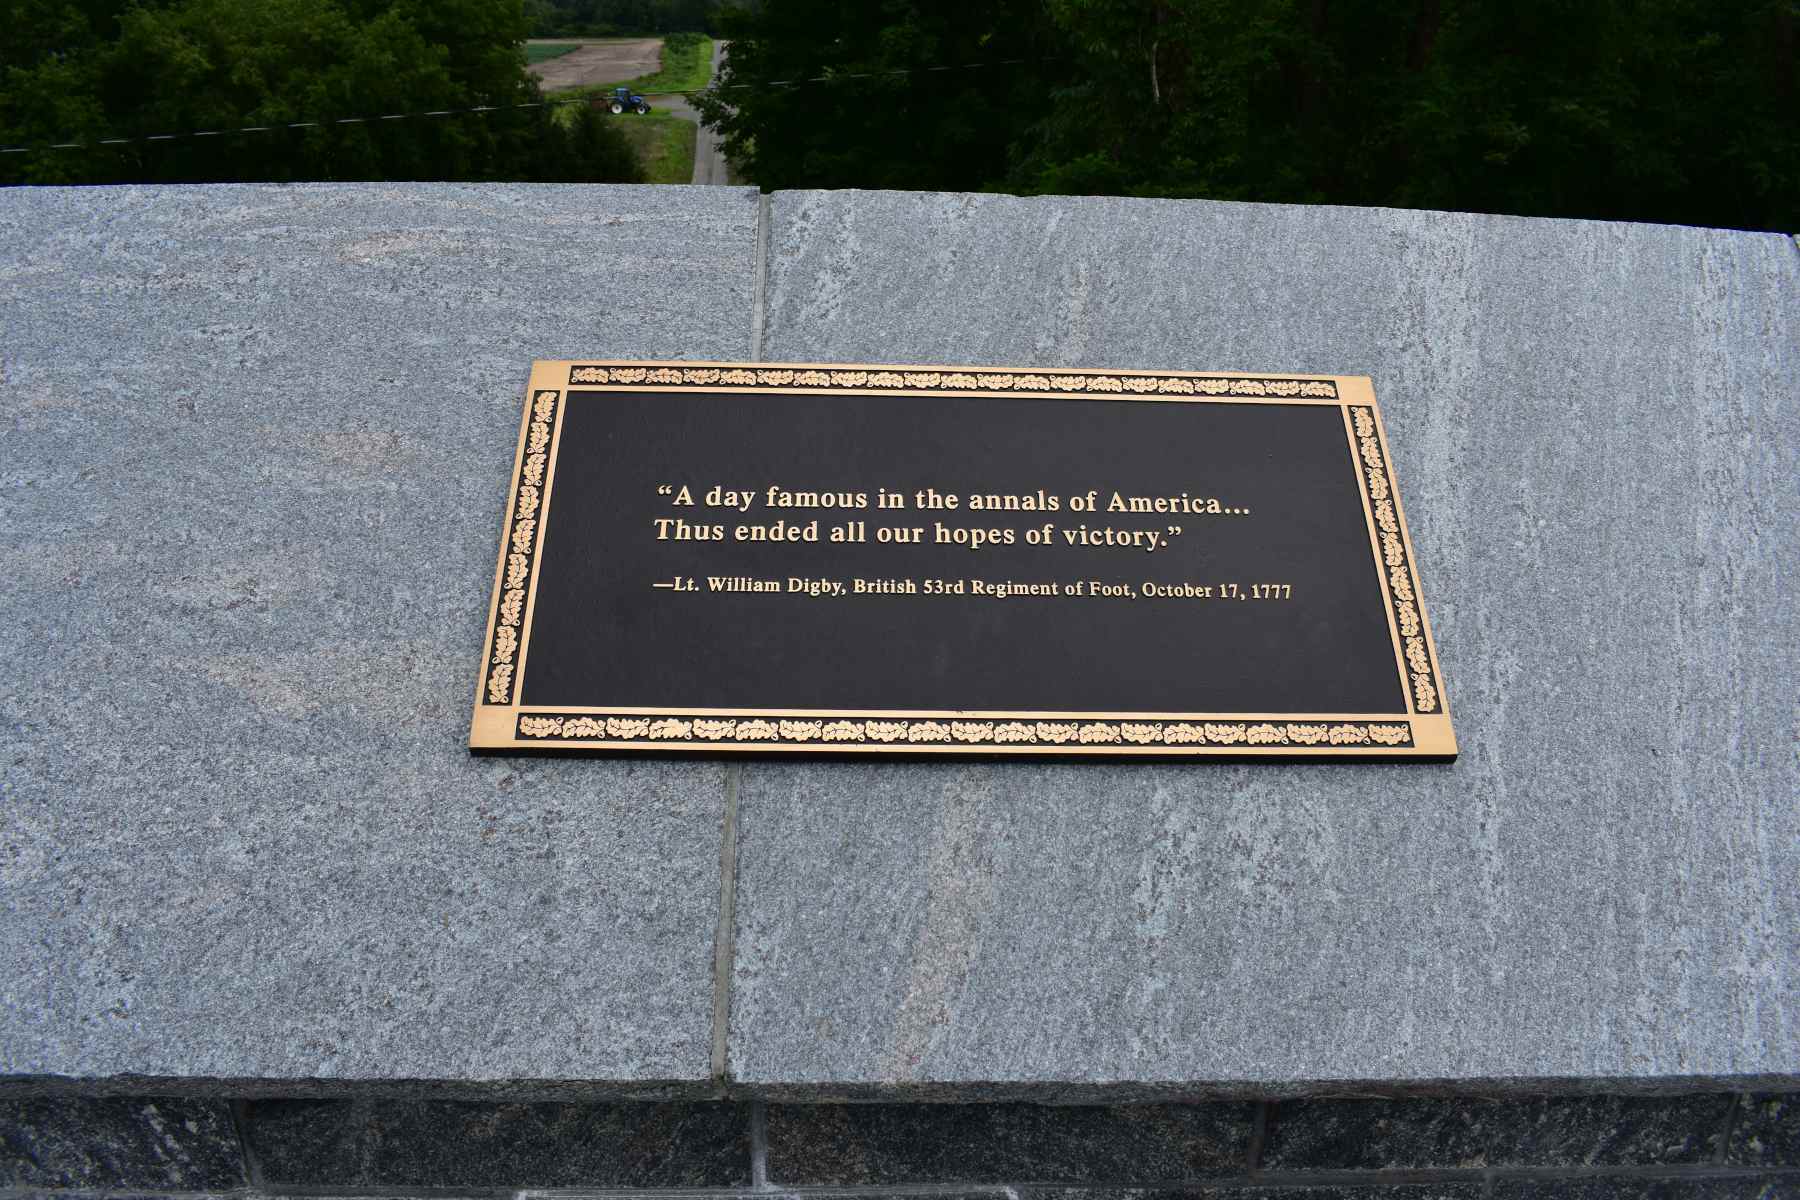 “A day famous in the annals of America...
Thus ended all our hopes of victory.”
—Lt. William Digby, British 53rd Regiment of Foot, October 17, 1777